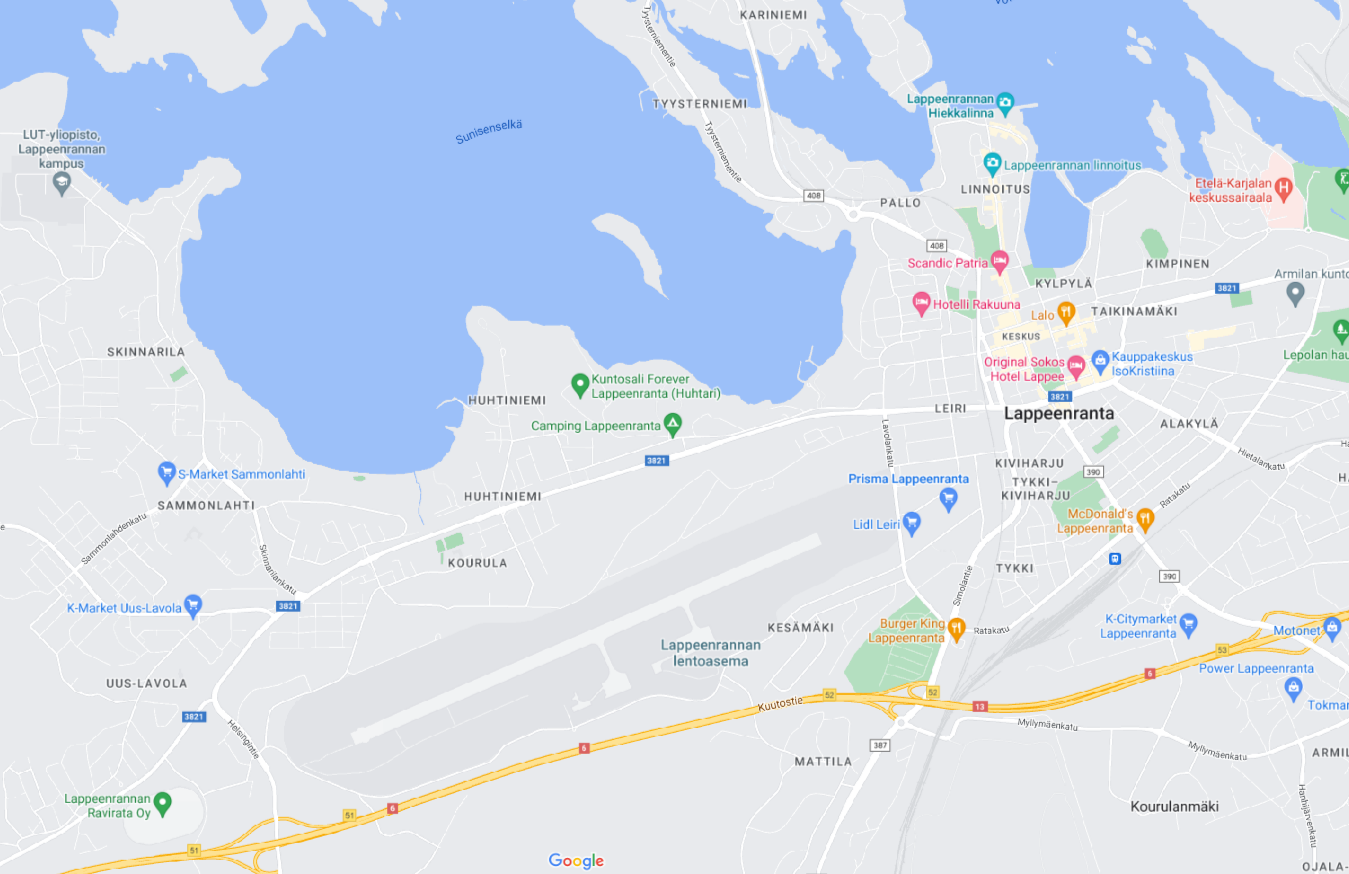 KARINIEMI
Tyysterniementie
TYYSTERNIEMI
Lappeenrannan
Hiekkalinna
Sunisenselkä
LUT-yliopisto,
Lappeenrannan
kampus
Tyysterniementie
Lappeenrannan linnoitus
LINNOITUS
Etelä-Karjalan
keskussairaala
H
408
PALLO
408
Scandic Patria
KIMPINEN
Armilan kunto
KYLPYLÄ
3821
Hotelli Rakuuna
Lalo
TAIKINAMÄKI
KESKUS
SKINNARILA
Original Sokos
Hotel Lappee
Kauppakeskus
IsoKristiina
Lepolan hau
Kuntosali Forever
Lappeenranta (Huhtari)
HUHTINIEMI
3821
LEIRI
Lappeenranta
Camping Lappeenranta
Lavolankatu
ALAKYLÄ
3821
Hietalankatu
S-Market Sammonlahti
KIVIHARJU
390
Prisma Lappeenranta
TYKKI-
KIVIHARJU
HUHTINIEMI
Ratakatu
SAMMONLAHTI
McDonald's
Lappeenranta
Lidl Leiri
Sammonlahdenkatu
Skinnarilankatu
KOURULA
TYKKI
390
Simolantie
K-Market Uus-Lavola
3821
KESÄMÄKI
Burger King
Lappeenranta
Ratakatu
K-Citymarket
Lappeenranta
Motonet
Lappeenrannan
lentoasema
53
6
Power Lappeenranta
UUS-LAVOLA
52
52
Kuutostie
13
Tokmar
3821
Helsingintie
Myllymäenkatu
387
6
Myllymäenkatu
ARMIL
MATTILA
Lappeenrannan
Ravirata Oy
6
51
Kourulanmäki
Hanhijärvenkatu
51
Google
OJALA-